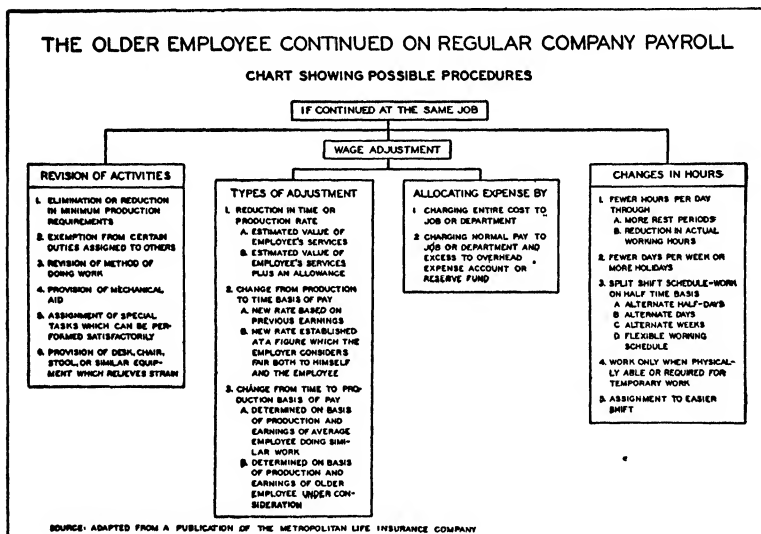 THE OLDER EMPLOYEE CONTINUED ON REGULAR COMPANY PAYROLL
CHART SHOWING POSSIBLE PROCEDURES
IF CONTINUED AT THE SAME JOB
WAGE ADJUSTMENT
REVISION OF ACTIVITIES
1. ELIMINATION OR REDUCTION
IN MINIMUM PRODUCTION
REQUIREMENTS
2. EXEMPTION FROM CERTAIN
DUTIES ASSIGNED TO OTHERS
3. REVISION OF METHOD OF
DOING WORK
4. PROVISION OF MECHANICAL
AID
5. ASSIGNMENT OF SPECIAL
TASKS WHICH CAN BE PER-
FORMED SATISFACTORILY
6. PROVISION OF DESK, CHAIR,
STOOL, OR SIMILAR EQUIP-
MENT WHICH RELIEVES STRAIN
TYPES OF ADJUSTMENT
1. REDUCTION IN TIME OR
PRODUCTION RATE
A. ESTIMATED VALUE OF
EMPLOYEE'S SERVICES
B. ESTIMATED VALUE OF
EMPLOYEE'S SERVICES
PLUS AN ALLOWANCE
2. CHANGE FROM PRODUCTION
TO TIME BASIS OF PAY
A. NEW RATE BASED ON
PREVIOUS EARNINGS
B. NEW RATE ESTABLISHED
AT A FIGURE WHICH THE
EMPLOYER CONSIDERS
FAIR BOTH TO HIMSELF
AND THE EMPLOYEE
3. CHANGE FROM TIME TO PRO-
DUCTION BASIS OF PAY
A. DETERMINED ON BASIS
OF PRODUCTION AND
EARNINGS OF AVERAGE
EMPLOYEE DOING SIMI-
LAR WORK
B. DETERMINED ON BASIS
OF PRODUCTION AND
EARNINGS OF OLDER
EMPLOYEE UNDER CON-
SIDERATION
ALLOCATING EXPENSE BY
1 CHARGING ENTIRE COST TO
JOB OR DEPARTMENT
2 CHARGING NORMAL PAY TO
JOB OR DEPARTMENT AND
EXCESS TO OVERHEAD
EXPENSE ACCOUNT OR
RESERVE FUND
CHANGES IN HOURS
1. FEWER HOURS PER DAY
THROUGH
A. MORE REST PERIODS
B. REDUCTION IN ACTUAL
WORKING HOURS
2. FEWER DAYS PER WEEK OR
MORE HOLIDAYS
3. SPLIT SHIFT SCHEDULE-WORK
ON HALF TIME BASIS
A ALTERNATE HALF-DAYS
B ALTERNATE DAYS
C ALTERNATE WEEKS
D FLEXIBLE WORKING
SCHEDULE
4. WORK ONLY WHEN PHYSICAL-
LY ABLE OR REQUIRED FOR
TEMPORARY WORK
5. ASSIGNMENT TO EASIER
SHIFT
SOURCE: ADAPTED FROM A PUBLICATION OF THE METROPOLITAN LIFE INSURANCE COMPANY